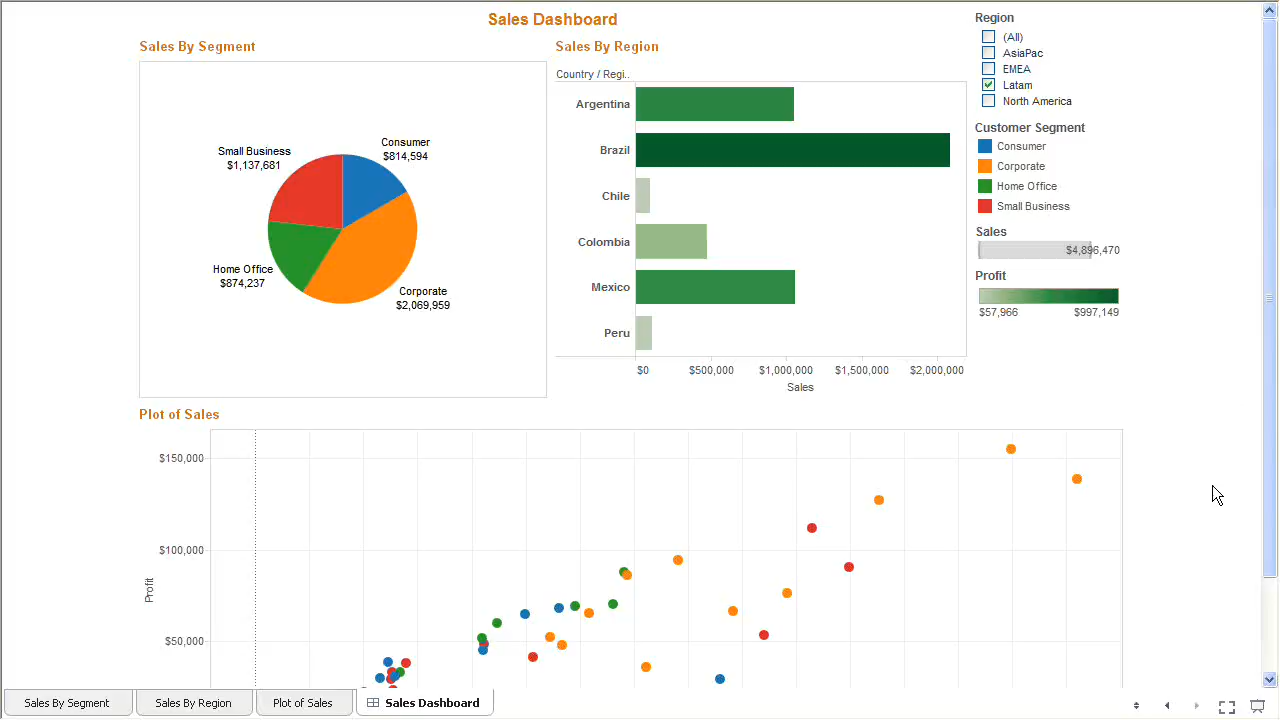 Sales Dashboard
Sales By Segment
Small Business
$1,137,681
Consumer
$814,594
Home Office
$874,237
Corporate
$2,069,959
Sales By Region
Country / Regi..
Argentina
Brazil
Chile
Colombia
Mexico
Peru
$0 $500,000 $1,000,000 $1,500,000 $2,000,000
Sales
Region
(All)
AsiaPac
EMEA
Latam
North America
Customer Segment
Consumer
Corporate
Home Office
Small Business
Sales
$4,896,470
Profit
$57,966 $997,149
Plot of Sales
$150,000
$100,000
$50,000
Profit
Sales By Segment Sales By Region Plot of Sales Sales Dashboard